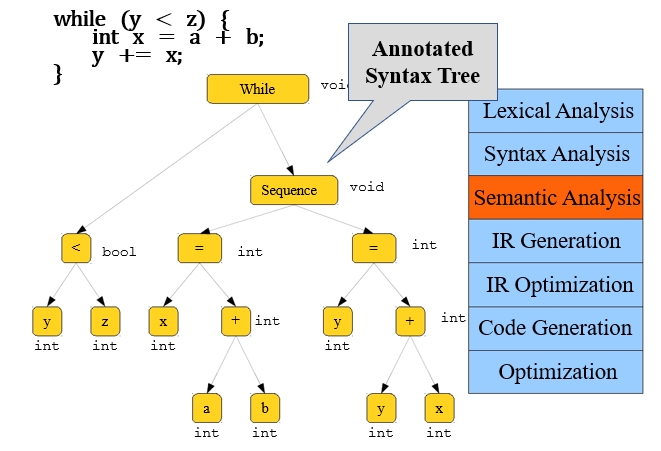 while (y < z) {
int x = a + b;
y += x;
}
Annotated
Syntax Tree
While
Sequence void
< bool
= int
= int
y
z
x
+ int
y
+ int
int
int
int
int
a
b
y
x
int
int
int
int
Lexical Analysis
Syntax Analysis
Semantic Analysis
IR Generation
IR Optimization
Code Generation
Optimization